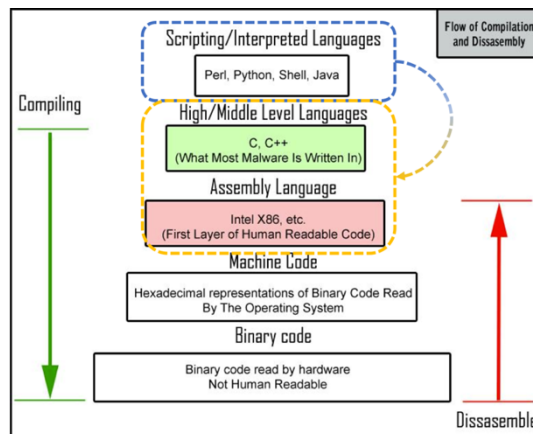 Flow of Compilation
and Dissasembly
Scripting/Interpreted Languages
Perl, Python, Shell, Java
Compiling
High/Middle Level Languages
C, C++
(What Most Malware Is Written In)
Assembly Language
Intel X86, etc.
(First Layer of Human Readable Code)
Machine Code
Hexadecimal representations of Binary Code Read
By The Operating System
Binary code
Binary code read by hardware
Not Human Readable
Dissasemble